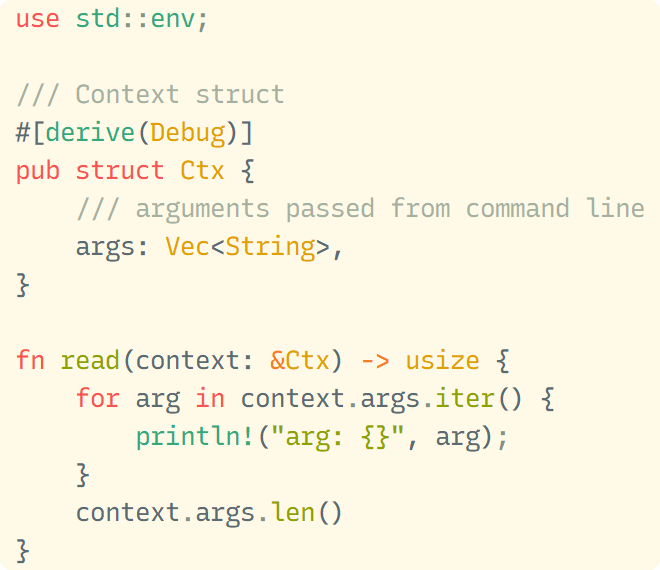 use std::env;

/// Context struct
#[derive(Debug)]
pub struct Ctx {
    /// arguments passed from command line
    args: Vec<String>,
}

fn read(context: &Ctx) -> usize {
    for arg in context.args.iter() {
        println!("arg: {}", arg);
    }
    context.args.len()
}